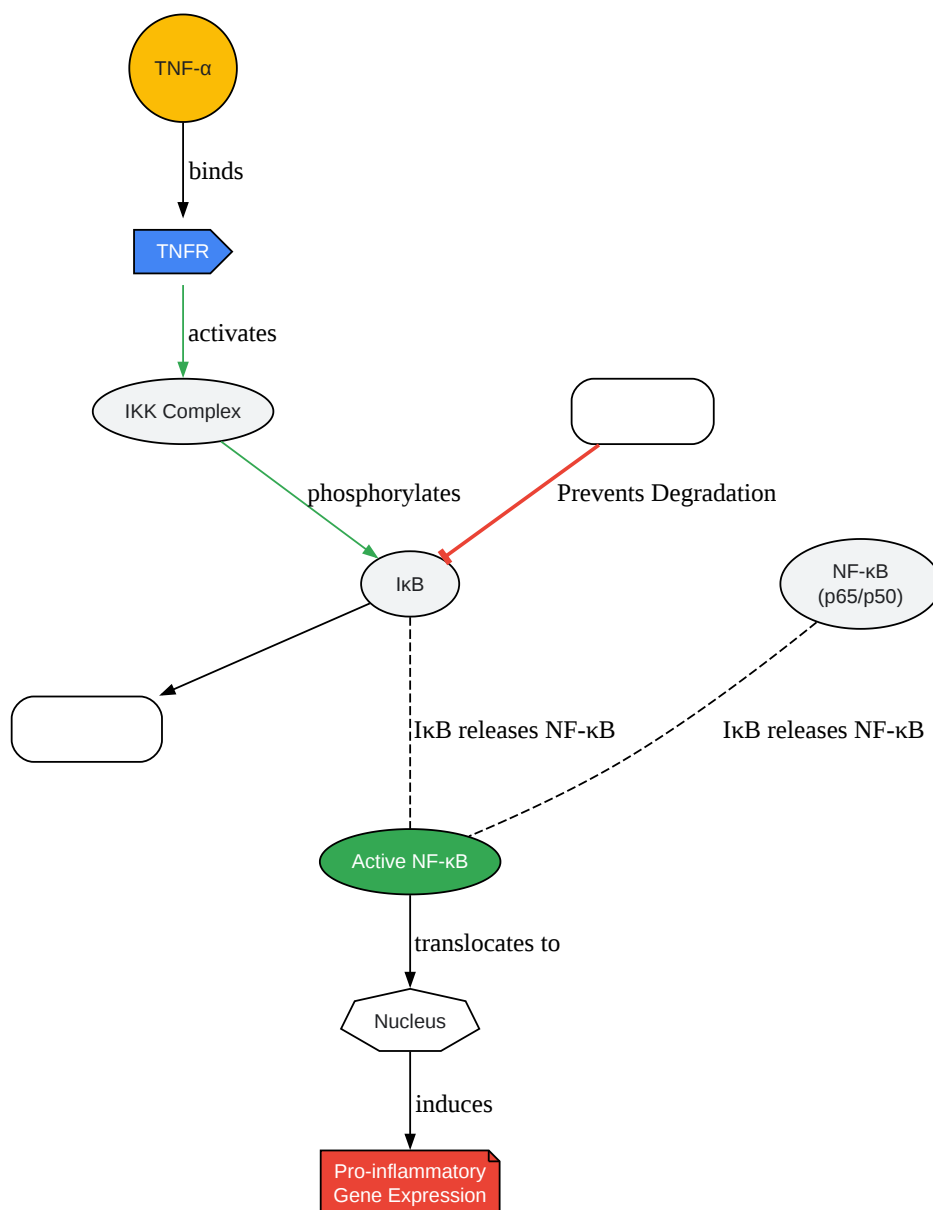 TNF-α
binds
TNFR
activates
IKK Complex
phosphorylates
Prevents Degradation
IκB
NF-κB
(p65/p50)
IκB releases NF-κB
IκB releases NF-κB
Active NF-κB
translocates to
Nucleus
induces
Pro-inflammatory
Gene Expression